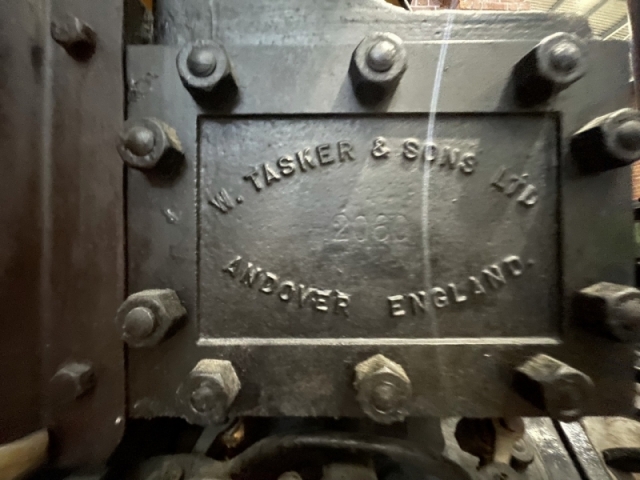 W. TASKER & SONS LTD
ANDOVER ENGLAND.